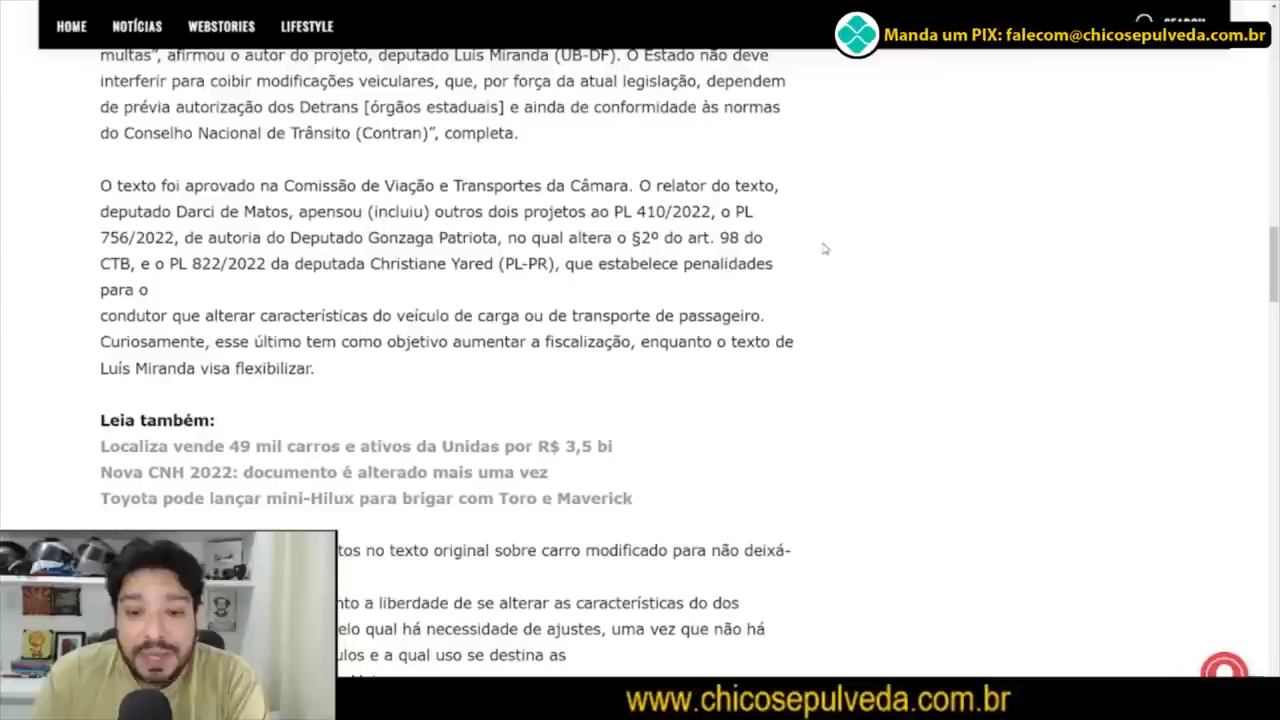 HOME NOTÍCIAS WEBSTORIES LIFESTYLE
Manda um PIX: falecom@chicosepulveda.com.br
multas”, afirmou o autor do projeto, deputado Luis Miranda (UB-DF). O Estado não deve
interferir para coibir modificações veiculares, que, por força da atual legislação, dependem
de prévia autorização dos Detrans [órgãos estaduais] e ainda de conformidade às normas
do Conselho Nacional de Trânsito (Contran)”, completa.
O texto foi aprovado na Comissão de Viação e Transportes da Câmara. O relator do texto,
deputado Darci de Matos, apensou (incluiu) outros dois projetos ao PL 410/2022, o PL
756/2022, de autoria do Deputado Gonzaga Patriota, no qual altera o §2º do art. 98 do
CTB, e o PL 822/2022 da deputada Christiane Yared (PL-PR), que estabelece penalidades
para o
condutor que alterar características do veículo de carga ou de transporte de passageiro.
Curiosamente, esse último tem como objetivo aumentar a fiscalização, enquanto o texto de
Luís Miranda visa flexibilizar.
Leia também:
Localiza vende 49 mil carros e ativos da Unidas por R$ 3,5 bi
Nova CNH 2022: documento é alterado mais uma vez
Toyota pode lançar mini-Hilux para brigar com Toro e Maverick
tos no texto original sobre carro modificado para não deixá-
nto a liberdade de se alterar as características do dos
elo qual há necessidade de ajustes, uma vez que não há
ulos e a qual uso se destina as
www.chicosepulveda.com.br